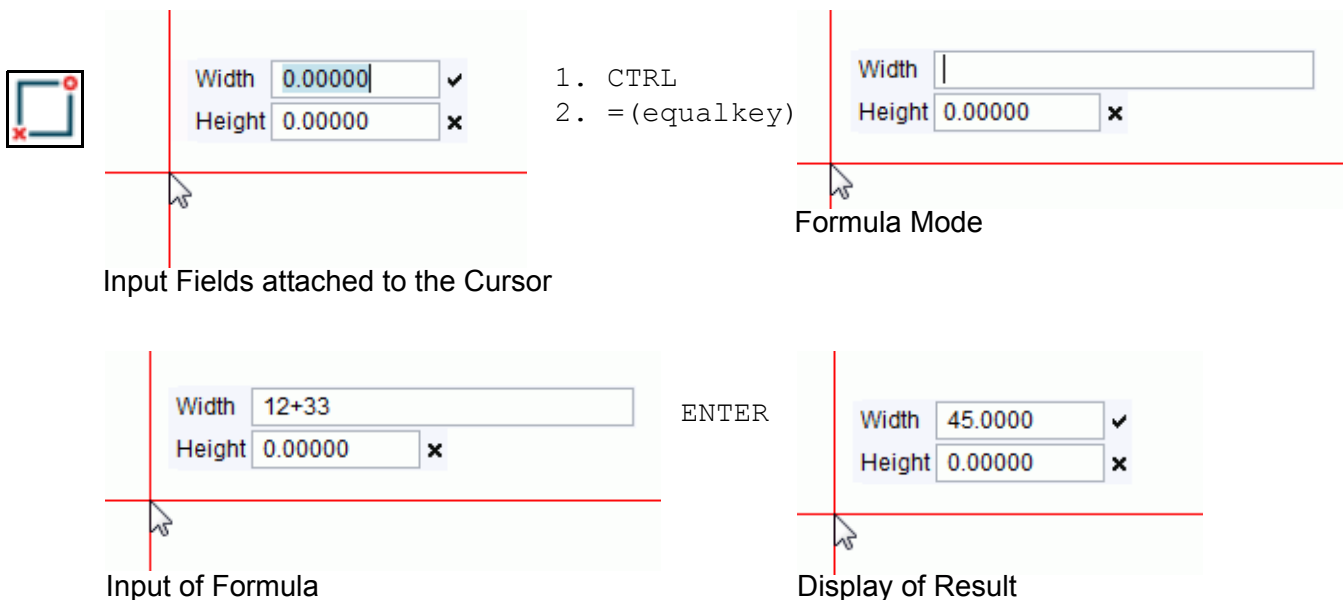 Width 0.00000
Height 0.00000
1. CTRL
2. =(equalkey)
Width
Height 0.00000
Formula Mode
Input Fields attached to the Cursor
Width 12+33
Height 0.00000
ENTER
Width 45.0000
Height 0.00000
Input of Formula
Display of Result